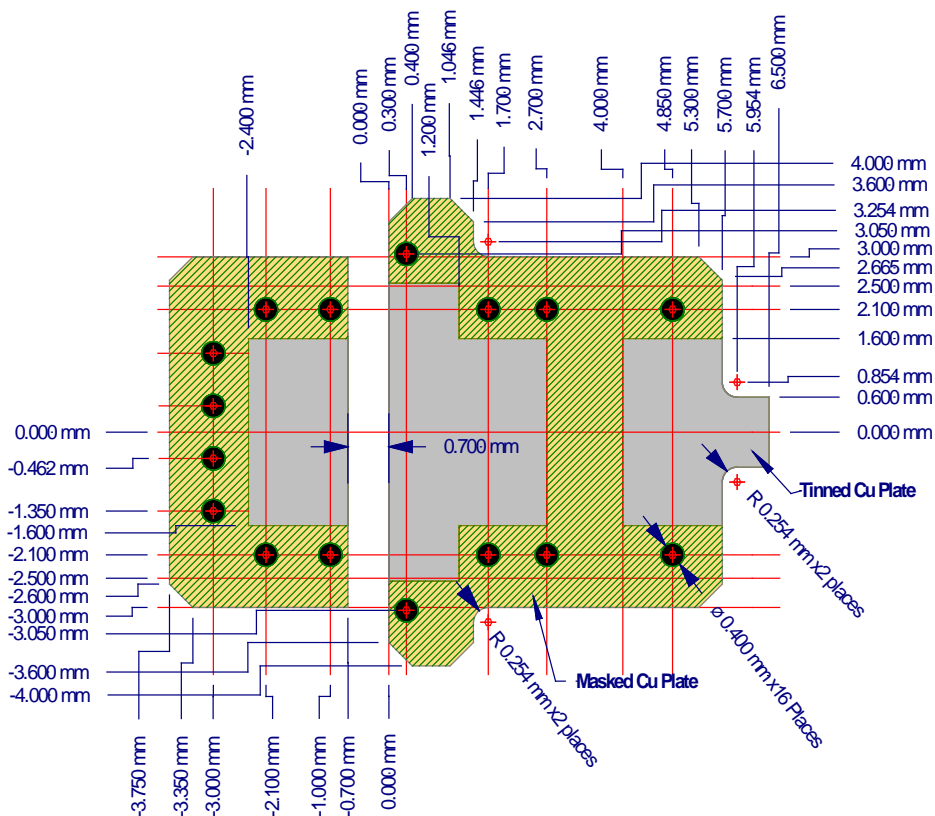 0.000 mm
0.300 mm
0.400 mm
1.046 mm
1.200 mm
1.446 mm
1.700 mm
2.700 mm
4.000 mm
4.850 mm
5.300 mm
5.700 mm
5.954 mm
6.500 mm
-2.400 mm
4.000 mm
3.600 mm
3.254 mm
3.050 mm
3.000 mm
2.665 mm
2.500 mm
2.100 mm
1.600 mm
0.854 mm
0.600 mm
0.000 mm
0.000 mm
-0.462 mm
-1.350 mm
-1.600 mm
-2.100 mm
-2.500 mm
-2.600 mm
-3.000 mm
-3.050 mm
-3.600 mm
-4.000 mm
0.700 mm
Tinned Cu Plate
R 0.254 mm x2 places
Masked Cu Plate
R 0.254 mm x2 places
⌀ 0.400 mm x16 Places
-3.750 mm
-3.350 mm
-3.000 mm
-2.100 mm
-1.000 mm
-0.700 mm
0.000 mm